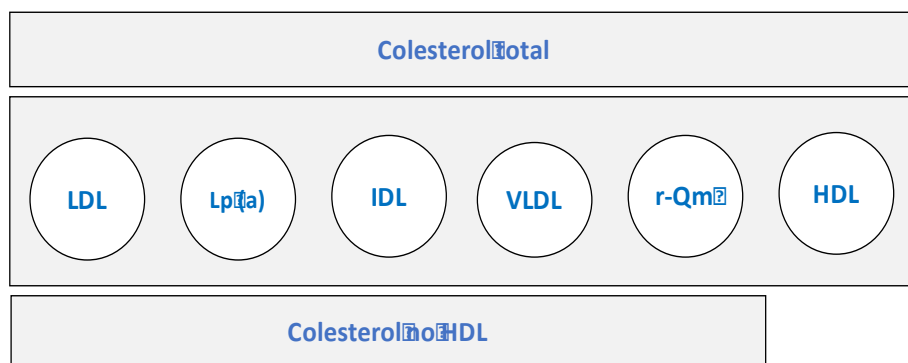 Colesterol total
LDL
Lp (a)
IDL
VLDL
r-Qm
HDL
Colesterol no HDL